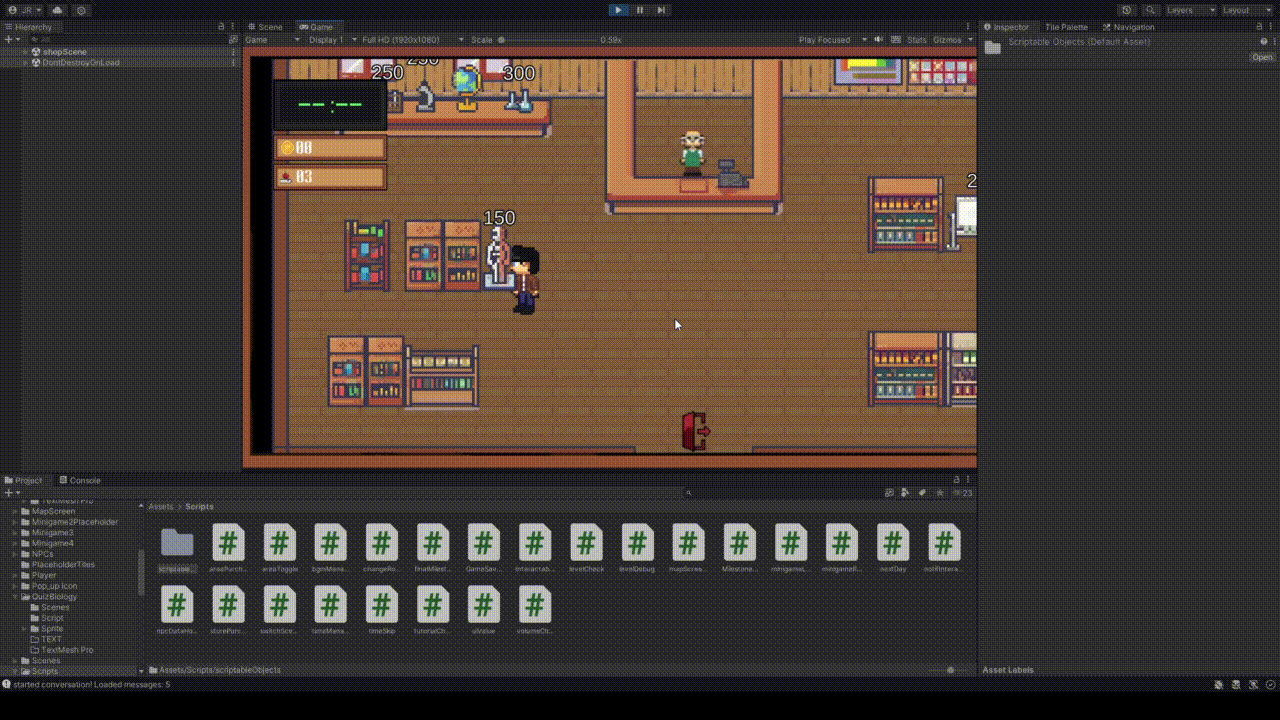 JR
Layers
Layout
Hierarchy
Scene
Game
Inspector
Tile Palette
Navigation
Game
Display 1
Full HD (1920x1080)
Scale
0.59x
Play Focused
Stats
Gizmos
Scriptable Objects (Default Asset)
Open
shopScene
DontDestroyOnLoad
250
250
300
--:--
00
03
150
2
Project
Console
23
TextMesh Pro
MapScreen
Minigame2Placeholder
Minigame3
Minigame4
NPCs
PlaceholderTiles
Player
Pop_up Icon
QuizBiology
Scenes
Script
Sprite
TEXT
TextMesh Pro
Scenes
Scripts
Assets > Scripts
scriptable...
areaPurch...
areaToggle
bgmMana...
changeRo...
finalMilest...
GameSav...
interactab...
levelCheck
levelDebug
mapScree...
Milestone...
minigameL...
minigameR...
nextDay
notifIntera...
npcDataHo...
storePurc...
switchSce...
timeMana...
timeSkip
tutorialCh...
uiValue
volumeCh...
Assets/Scripts/scriptableObjects
Asset Labels
started conversation! Loaded messages: 5